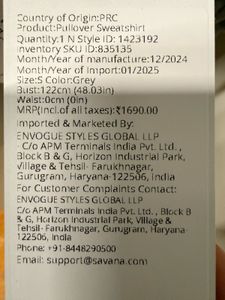 Country of Origin:PRC
Product:Pullover Sweatshirt
Quantity:1 N Style ID: 1423192
Inventory SKU ID:835135
Month/Year of manufacture:12/2024
Month/Year of Import:01/2025
Size:S Color:Grey
Bust:122cm (48.03in)
Waist:0cm (0in)
MRP(Incl.of all taxes):₹1690.00
Imported & Marketed By:
ENVOGUE STYLES GLOBAL LLP
C/o APM Terminals India Pvt. Ltd. ,
Block B & G, Horizon Industrial Park,
Village & Tehsil- Farukhnagar,
Gurugram, Haryana-122506, India
For Customer Complaints Contact:
ENVOGUE STYLES GLOBAL LLP
C/o APM Terminals India Pvt. Ltd. , Block B
& G, Horizon Industrial Park, Village &
Tehsil- Farukhnagar, Gurugram, Haryana-
122506, India
Phone: +91-8448290500
Email: support@savana.com